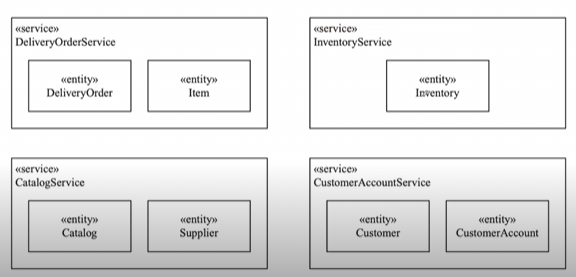 «service»
DeliveryOrderService
«entity»
DeliveryOrder
«entity»
Item
«service»
InventoryService
«entity»
Inventory
«service»
CatalogService
«entity»
Catalog
«entity»
Supplier
«service»
CustomerAccountService
«entity»
Customer
«entity»
CustomerAccount